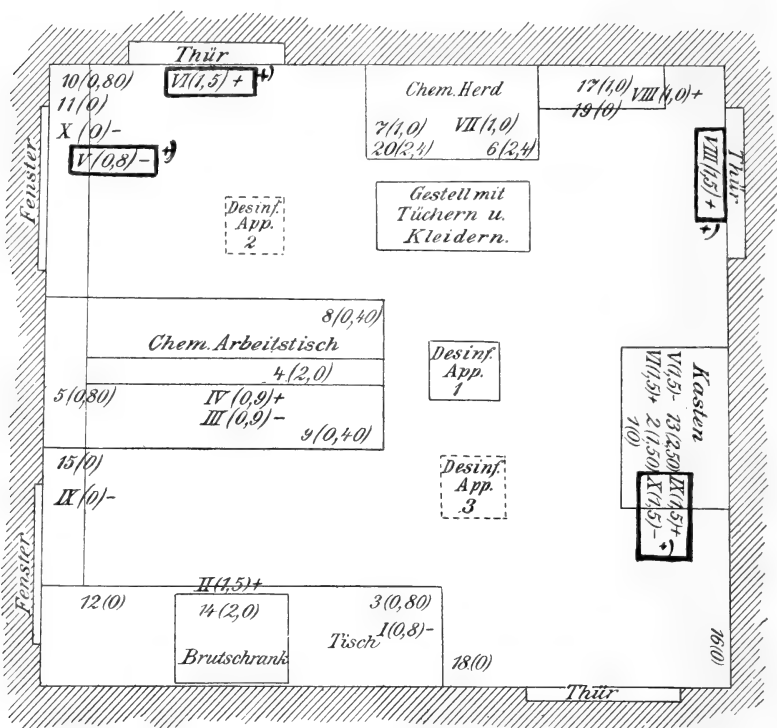 Thür
10(0,80)
VI(1,5)+
+)
11(0)
X(0)-
V(0,8)-
+)
Fenster
Chem. Herd
7(1,0) VII(1,0)
20(2,4) 6(2,4)
17(1,0)
19(0)
VIII(1,0)+
VIII(1,5)+
+)
Thür
Desinf.
App.
2
Gestell mit
Tüchern u.
Kleidern.
8(0,40)
Chem. Arbeitstisch
4(2,0)
5(0,80)
IV(0,9)+
III(0,9)-
9(0,40)
Desinf.
App.
1
Kasten
V(1,5)- 13(2,50) IX(1,5)+
VI(1,5)+ 2(1,50) X(1,5)-
1(0)
+)
15(0)
IX(0)-
Desinf.
App.
3
Fenster
II(1,5)+
12(0)
14(2,0)
Brutschrank
3(0,80)
I(0,8)-
Tisch
18(0)
16(0)
Thür